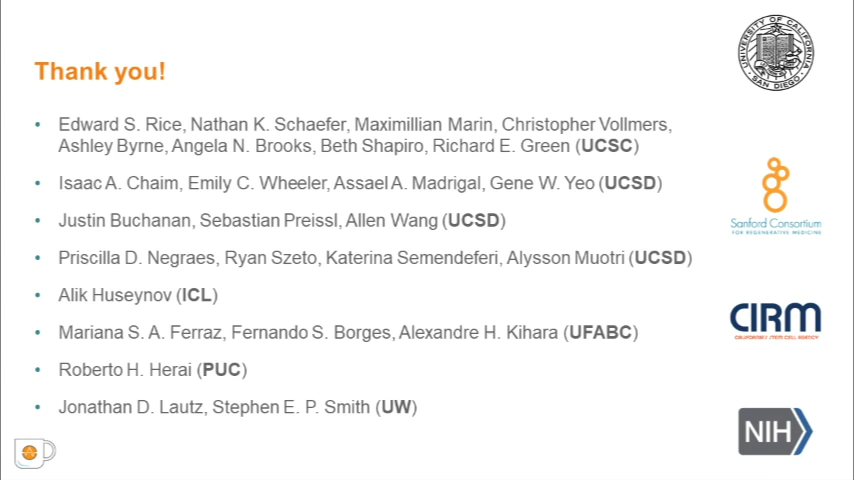 Thank you!
• Edward S. Rice, Nathan K. Schaefer, Maximillian Marin, Christopher Vollmers,
Ashley Byrne, Angela N. Brooks, Beth Shapiro, Richard E. Green (UCSC)
• Isaac A. Chaim, Emily C. Wheeler, Assael A. Madrigal, Gene W. Yeo (UCSD)
• Justin Buchanan, Sebastian Preissl, Allen Wang (UCSD)
• Priscilla D. Negraes, Ryan Szeto, Katerina Semendeferi, Alysson Muotri (UCSD)
• Alik Huseynov (ICL)
• Mariana S. A. Ferraz, Fernando S. Borges, Alexandre H. Kihara (UFABC)
• Roberto H. Herai (PUC)
• Jonathan D. Lautz, Stephen E. P. Smith (UW)
UNIVERSITY OF CALIFORNIA
SAN DIEGO
Sanford Consortium
FOR REGENERATIVE MEDICINE
CIRM
CALIFORNIA'S STEM CELL AGENCY
NIH